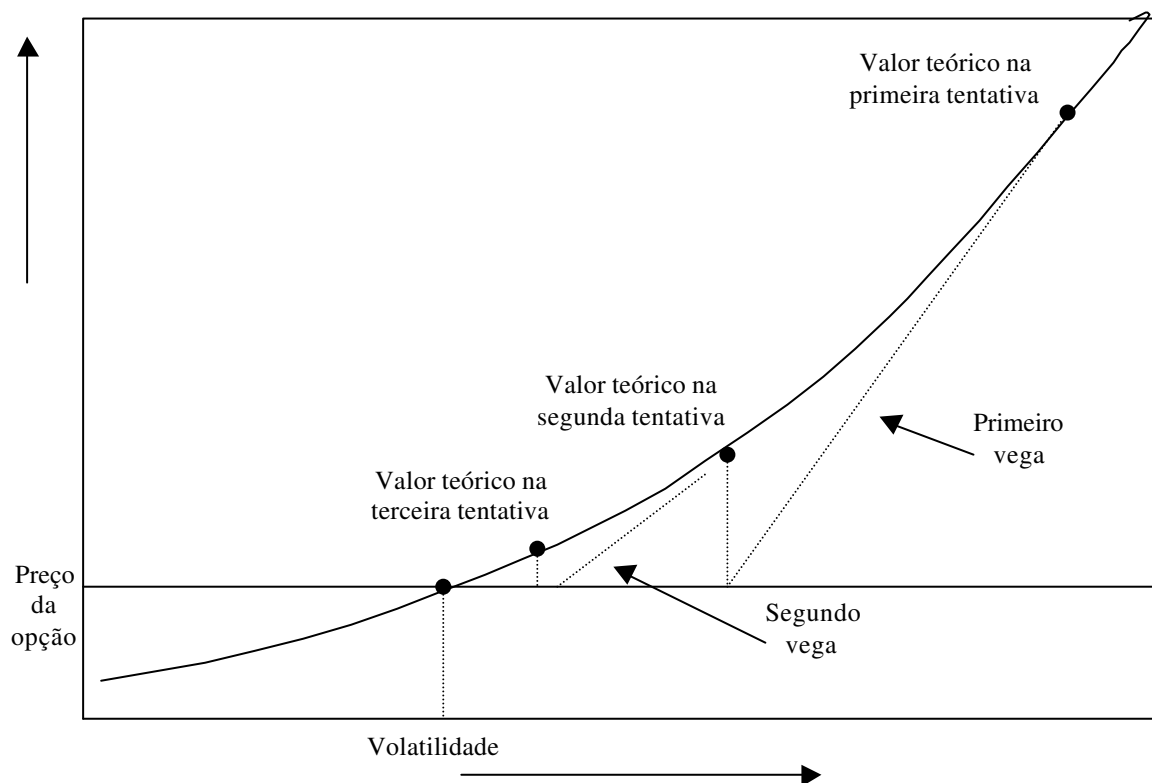 Valor teórico na
primeira tentativa
Valor teórico na
segunda tentativa
Primeiro
vega
Valor teórico na
terceira tentativa
Preço
da
opção
Segundo
vega
Volatilidade